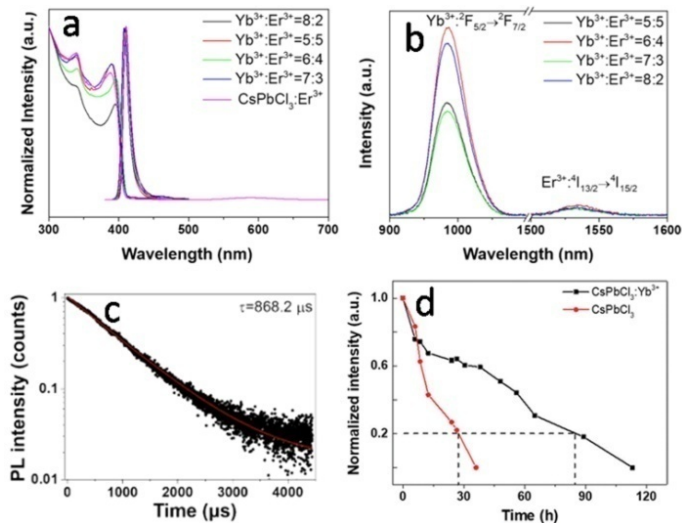 a
Yb³⁺:Er³⁺=8:2
Yb³⁺:Er³⁺=5:5
Yb³⁺:Er³⁺=6:4
Yb³⁺:Er³⁺=7:3
CsPbCl₃:Er³⁺
Normalized Intensity (a.u.)
300 400 500 600 700
Wavelength (nm)
b
Yb³⁺:²F₅/₂→²F₇/₂
Yb³⁺:Er³⁺=5:5
Yb³⁺:Er³⁺=6:4
Yb³⁺:Er³⁺=7:3
Yb³⁺:Er³⁺=8:2
Er³⁺:⁴I₁₃/₂→⁴I₁₅/₂
Intensity (a.u.)
900 1000 1500 1550 1600
Wavelength (nm)
c
τ=868.2 μs
PL intensity (counts)
1
0.1
0.01
0 1000 2000 3000 4000
Time (μs)
d
CsPbCl₃:Yb³⁺
CsPbCl₃
Normalized intensity (a.u.)
1.0
0.6
0.2
0 30 60 90 120
Time (h)